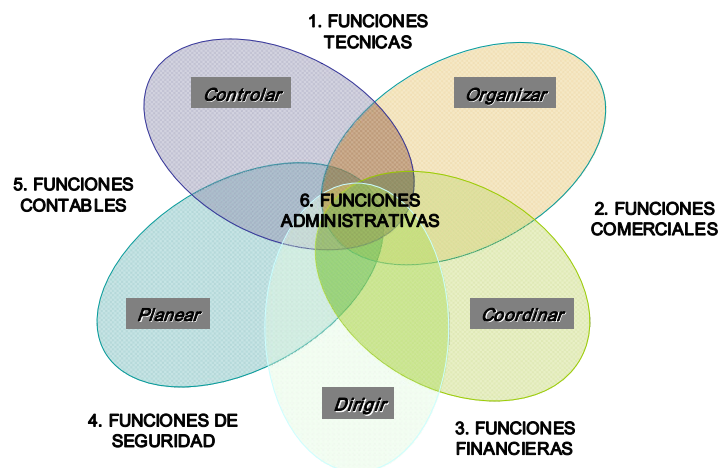 1. FUNCIONES
TECNICAS
Controlar
Organizar
5. FUNCIONES
CONTABLES
6. FUNCIONES
ADMINISTRATIVAS
2. FUNCIONES
COMERCIALES
Planear
Coordinar
Dirigir
4. FUNCIONES DE
SEGURIDAD
3. FUNCIONES
FINANCIERAS